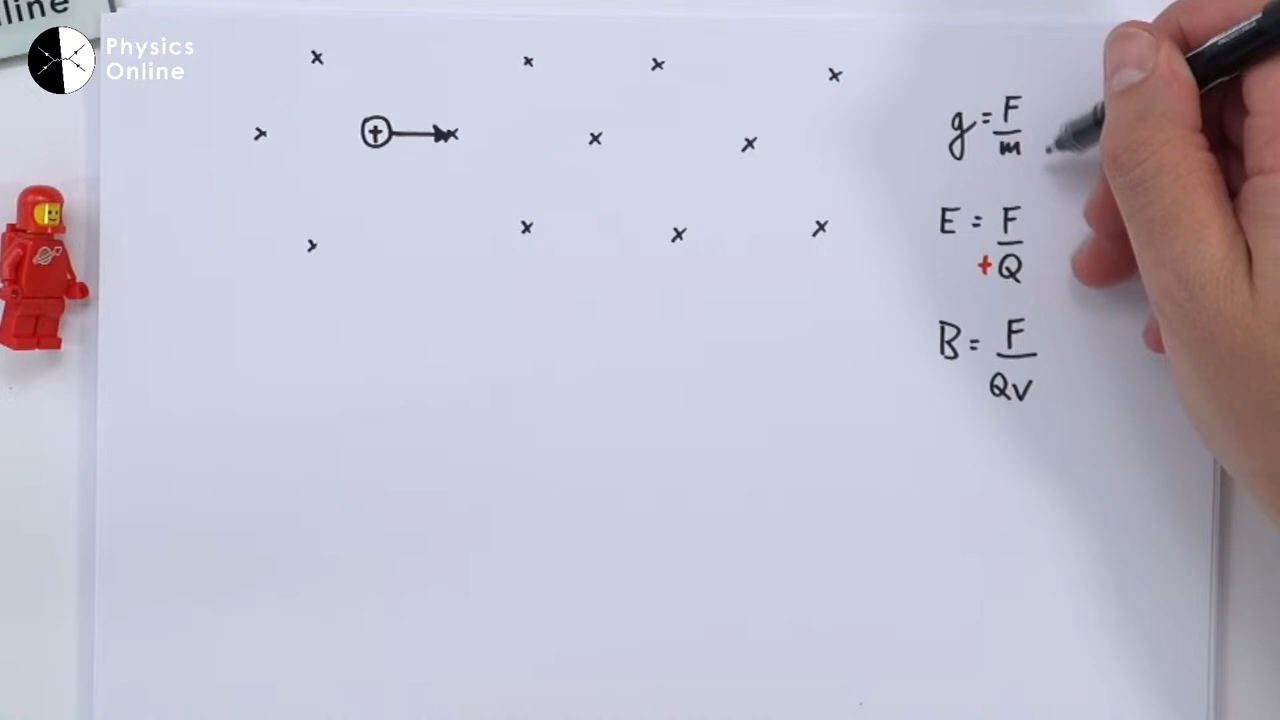 line
Physics
Online
x x x x
x + x x x
x x x x
g = F
m
E = F
+Q
B = F
QV